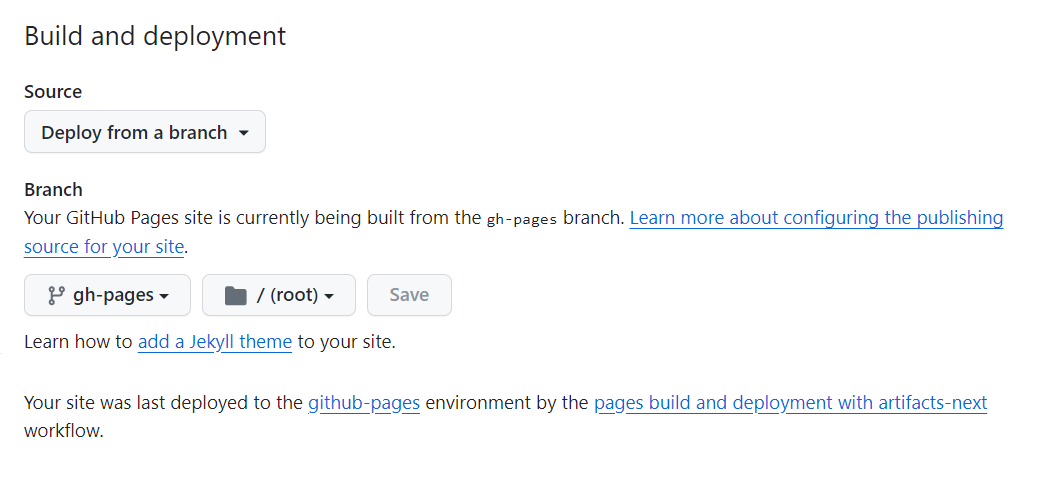 Build and deployment
Source
Deploy from a branch
Branch
Your GitHub Pages site is currently being built from the gh-pages branch. Learn more about configuring the publishing
source for your site.
gh-pages / (root) Save
Learn how to add a Jekyll theme to your site.
Your site was last deployed to the github-pages environment by the pages build and deployment with artifacts-next
workflow.